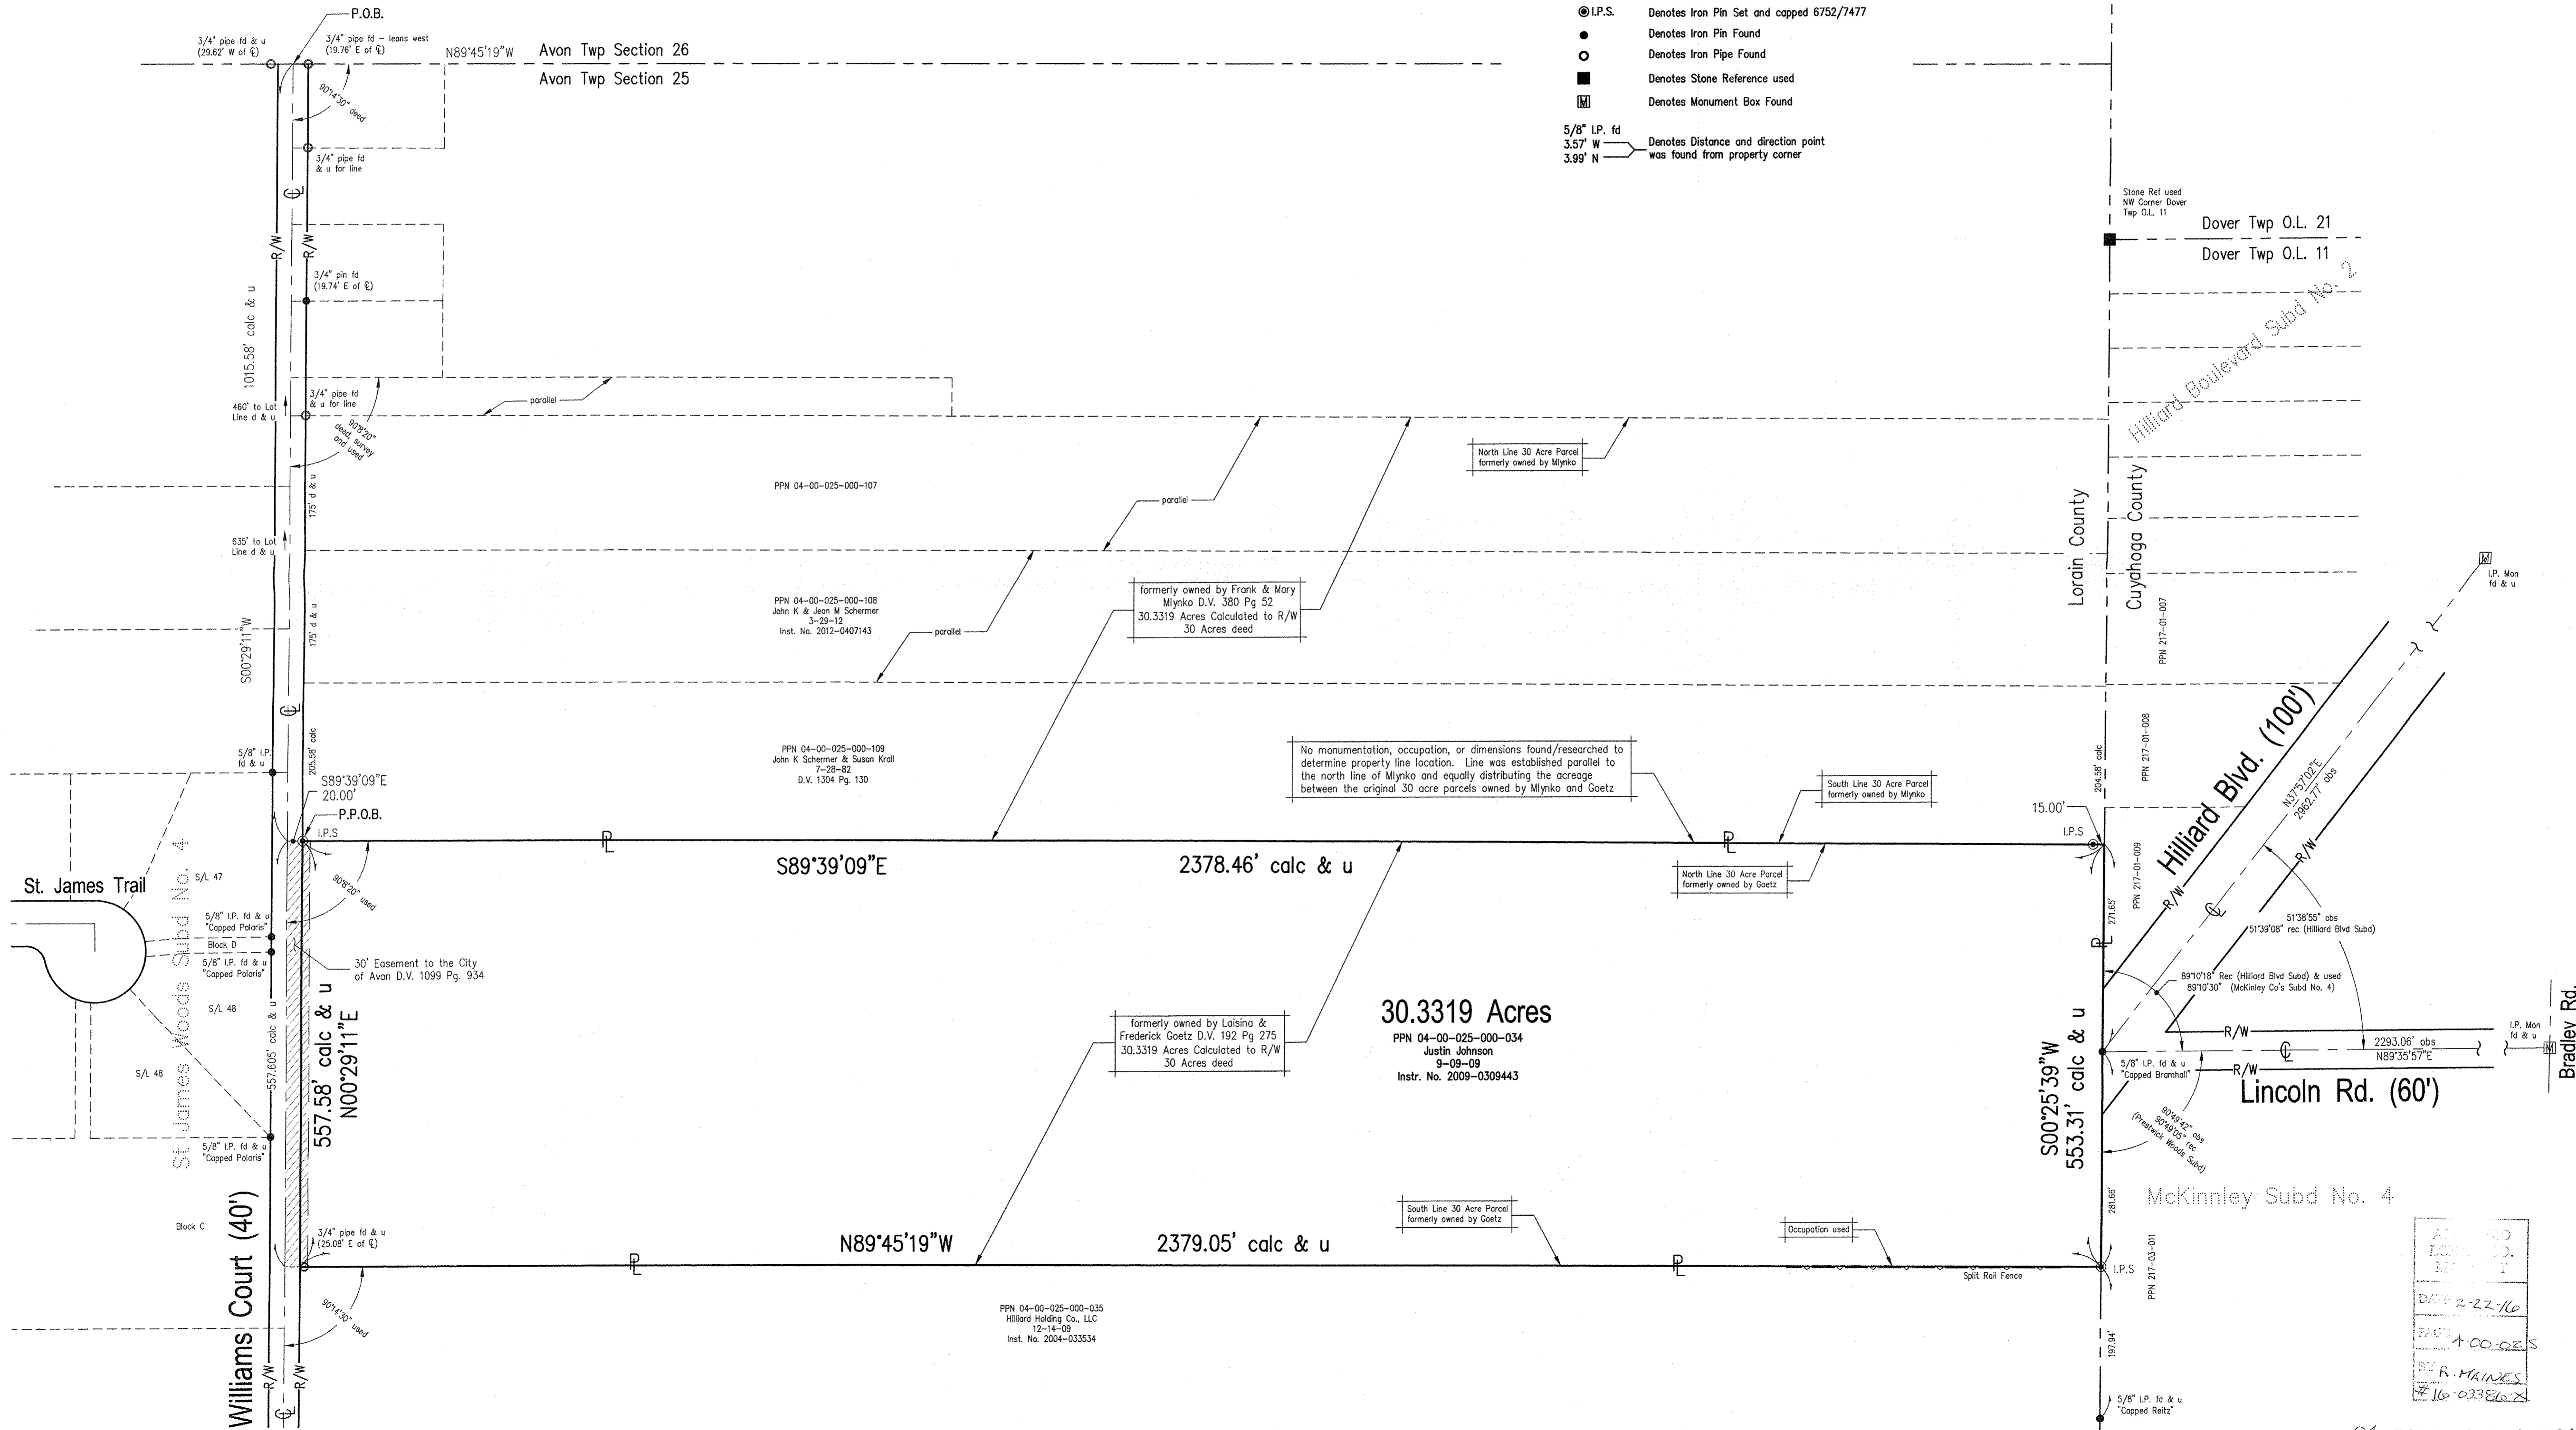 P.O.B.
3/4" pipe fd & u
(29.62' W of ℄)
3/4" pipe fd - leans west
(19.76' E of ℄)
N89°45'19"W
Avon Twp Section 26
Avon Twp Section 25
90°14'30" deed
3/4" pipe fd
& u for line
℄
R/W
R/W
3/4" pin fd
(19.74' E of ℄)
1015.58' calc & u
460' to Lot
Line d & u
3/4" pipe fd
& u for line
90°8'20"
deed, survey
and used
parallel
175' d & u
PPN 04-00-025-000-107
parallel
635' to Lot
Line d & u
175' d & u
S00°29'11"W
PPN 04-00-025-000-108
John K & Jean M Schermer
3-29-12
Inst. No. 2012-0407143
parallel
℄
205.58' calc
PPN 04-00-025-000-109
John K Schermer & Susan Krall
7-28-82
D.V. 1304 Pg. 130
5/8" I.P.
fd & u
S89°39'09"E
20.00'
P.P.O.B.
I.P.S
I.P.S. Denotes Iron Pin Set and capped 6752/7477
Denotes Iron Pin Found
Denotes Iron Pipe Found
Denotes Stone Reference used
M Denotes Monument Box Found
5/8" I.P. fd
3.57' W
3.99' N
Denotes Distance and direction point
was found from property corner
Stone Ref used
NW Corner Dover
Twp O.L. 11
Dover Twp O.L. 21
Dover Twp O.L. 11
Hilliard Boulevard Subd No. 2
North Line 30 Acre Parcel
formerly owned by Mlynko
formerly owned by Frank & Mary
Mlynko D.V. 380 Pg 52
30.3319 Acres Calculated to R/W
30 Acres deed
Lorain County
Cuyahoga County
PPN 217-01-007
PPN 217-01-008
204.58' calc
No monumentation, occupation, or dimensions found/researched to
determine property line location. Line was established parallel to
the north line of Mlynko and equally distributing the acreage
between the original 30 acre parcels owned by Mlynko and Goetz
South Line 30 Acre Parcel
formerly owned by Mlynko
15.00'
I.P.S
PL
S89°39'09"E
2378.46' calc & u
PL
North Line 30 Acre Parcel
formerly owned by Goetz
PPN 217-01-009
271.65'
PL
M
I.P. Mon
fd & u
Hilliard Blvd. (100')
N37°57'02"E
2962.77' obs
R/W
R/W
℄
51°38'55" obs
51°39'08" rec (Hilliard Blvd Subd)
89°10'18" Rec (Hilliard Blvd Subd) & used
89°10'30" (McKinley Co's Subd No. 4)
R/W
2293.06' obs
N89°35'57"E
℄
I.P. Mon
fd & u
M
Bradley Rd.
5/8" I.P. fd & u
"Capped Bramhall"
R/W
Lincoln Rd. (60')
90°49'42" obs
90°49'05" rec
(Prestwick Woods Subd)
McKinnley Subd No. 4
St. James Trail
S/L 47
St James Woods Subd No. 4
5/8" I.P. fd & u
"Capped Polaris"
Block D
5/8" I.P. fd & u
"Capped Polaris"
S/L 48
S/L 48
90°8'20" used
30' Easement to the City
of Avon D.V. 1099 Pg. 934
557.605' calc & u
557.58' calc & u
N00°29'11"E
5/8" I.P. fd & u
"Capped Polaris"
Block C
Williams Court (40')
3/4" pipe fd & u
(25.08' E of ℄)
90°14'30" used
R/W
R/W
℄
formerly owned by Laisina &
Frederick Goetz D.V. 192 Pg 275
30.3319 Acres Calculated to R/W
30 Acres deed
30.3319 Acres
PPN 04-00-025-000-034
Justin Johnson
9-09-09
Instr. No. 2009-0309443
S00°25'39"W
553.31' calc & u
South Line 30 Acre Parcel
formerly owned by Goetz
Occupation used
281.66'
PL
N89°45'19"W
2379.05' calc & u
PL
Split Rail Fence
I.P.S
PPN 217-03-011
PPN 04-00-025-000-035
Hilliard Holding Co., LLC
12-14-09
Inst. No. 2004-033534
197.94'
5/8" I.P. fd & u
"Capped Reitz"
2-22-16
BY R. MAINES
#16-03386-X